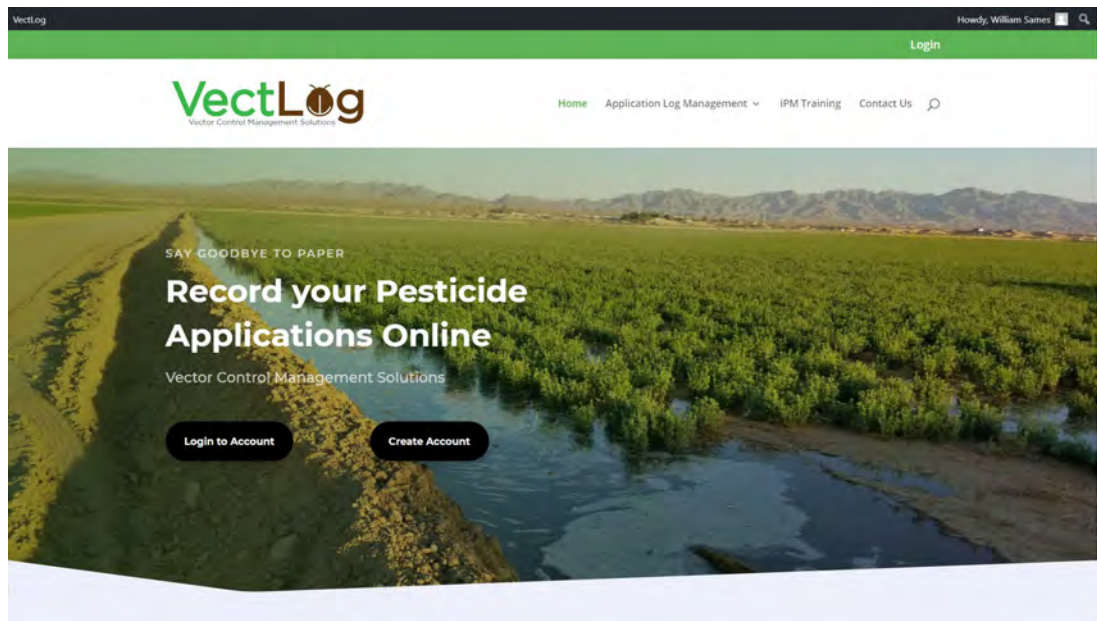 VectLog
Howdy, William Sames
Login
VectLog
Vector Control Management Solutions
Home Application Log Management IPM Training Contact Us
SAY GOODBYE TO PAPER
Record your Pesticide
Applications Online
Vector Control Management Solutions
Login to Account Create Account